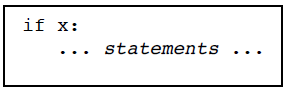 if x:
... statements ...